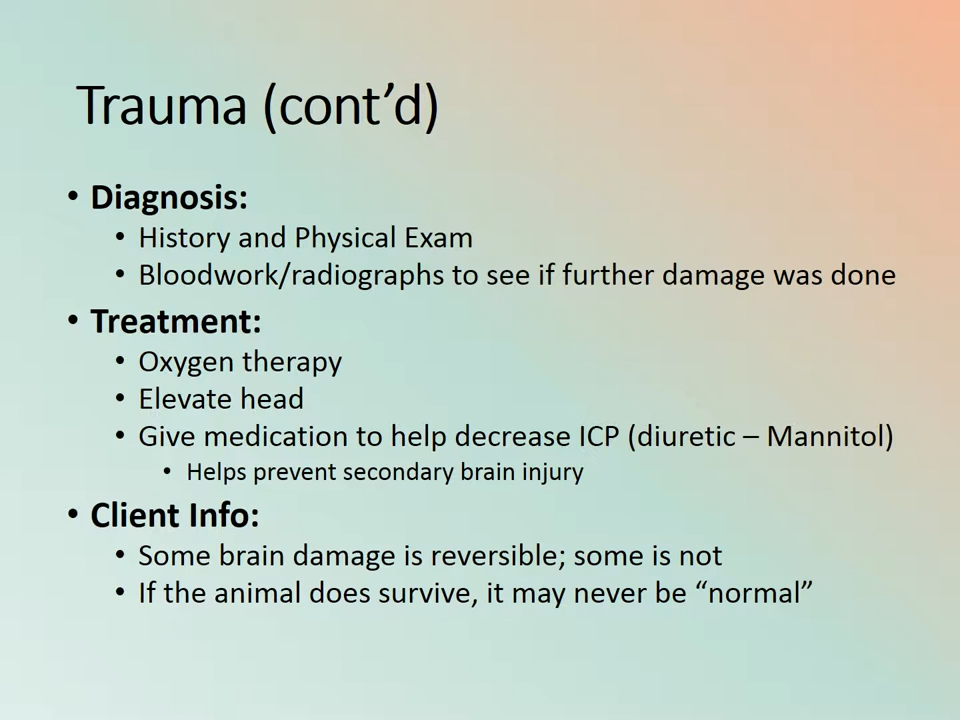 Trauma (cont’d)
• Diagnosis:
• History and Physical Exam
• Bloodwork/radiographs to see if further damage was done
• Treatment:
• Oxygen therapy
• Elevate head
• Give medication to help decrease ICP (diuretic – Mannitol)
• Helps prevent secondary brain injury
• Client Info:
• Some brain damage is reversible; some is not
• If the animal does survive, it may never be “normal”